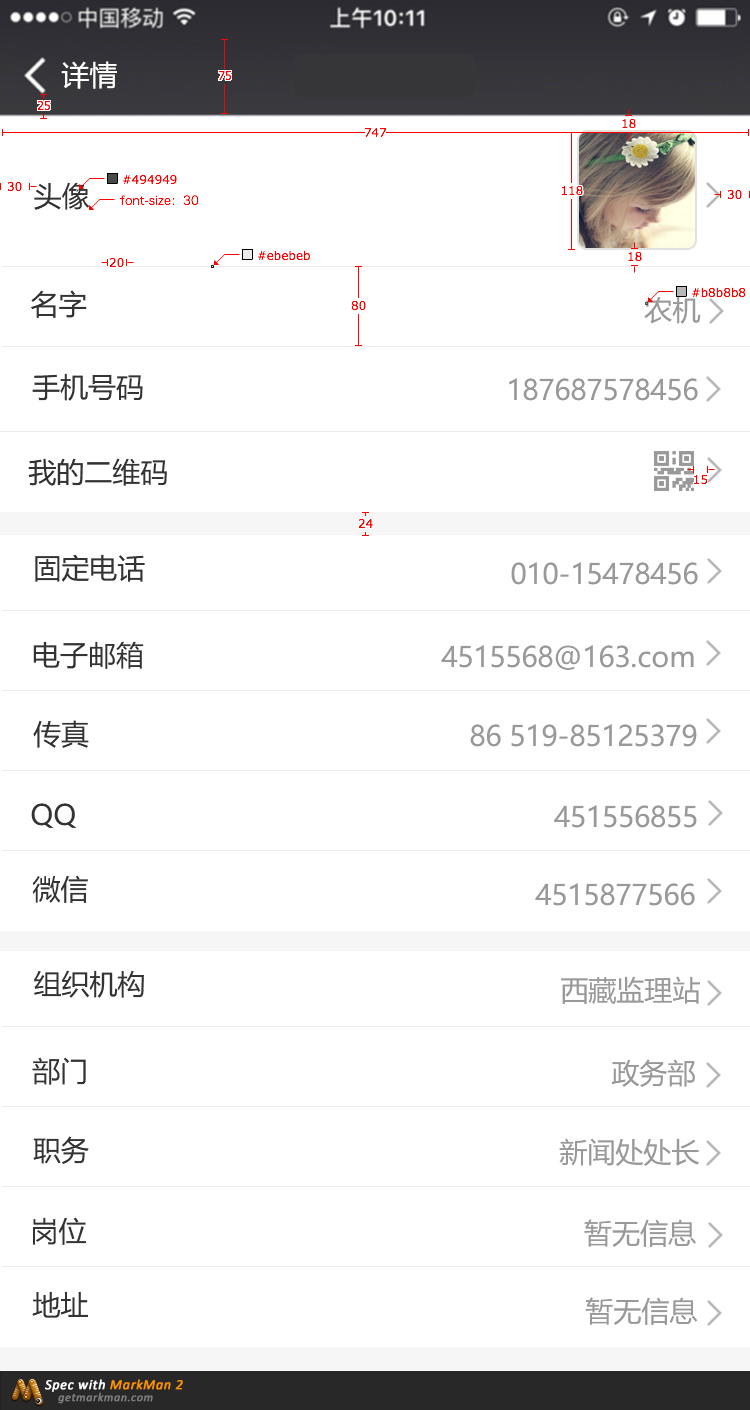 中国移动 上午10:11
详情
75
25
747
18
30
头像
#494949
font-size: 30
118
30
18
20
#ebebeb
#b8b8b8
名字
80
农机
手机号码
187687578456
我的二维码
15
24
固定电话
010-15478456
电子邮箱
4515568@163.com
传真
86 519-85125379
QQ
451556855
微信
4515877566
组织机构
西藏监理站
部门
政务部
职务
新闻处处长
岗位
暂无信息
地址
暂无信息
Spec with MarkMan 2
getmarkman.com